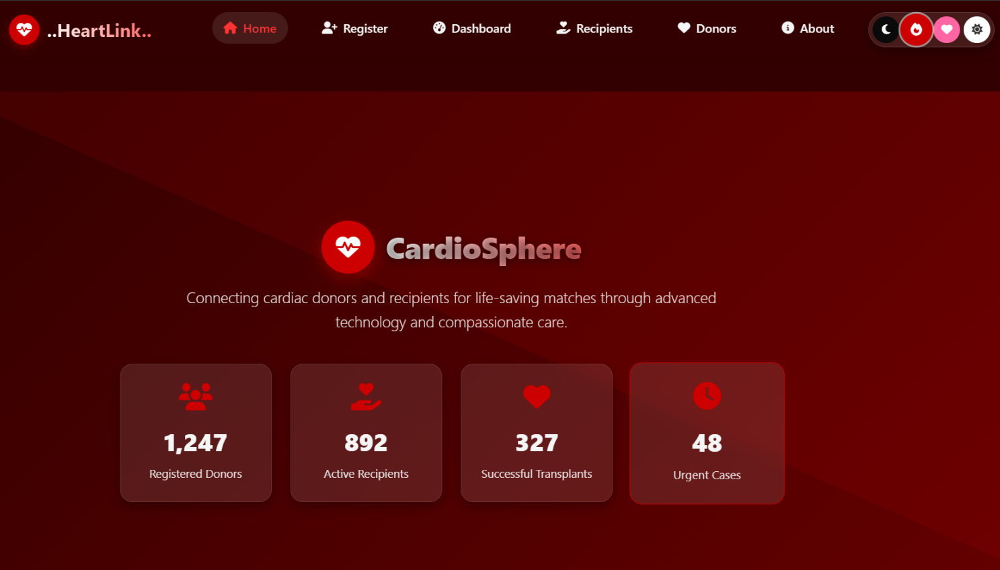 ..HeartLink..
Home
Register
Dashboard
Recipients
Donors
About
CardioSphere
Connecting cardiac donors and recipients for life-saving matches through advanced
technology and compassionate care.
1,247
Registered Donors
892
Active Recipients
327
Successful Transplants
48
Urgent Cases